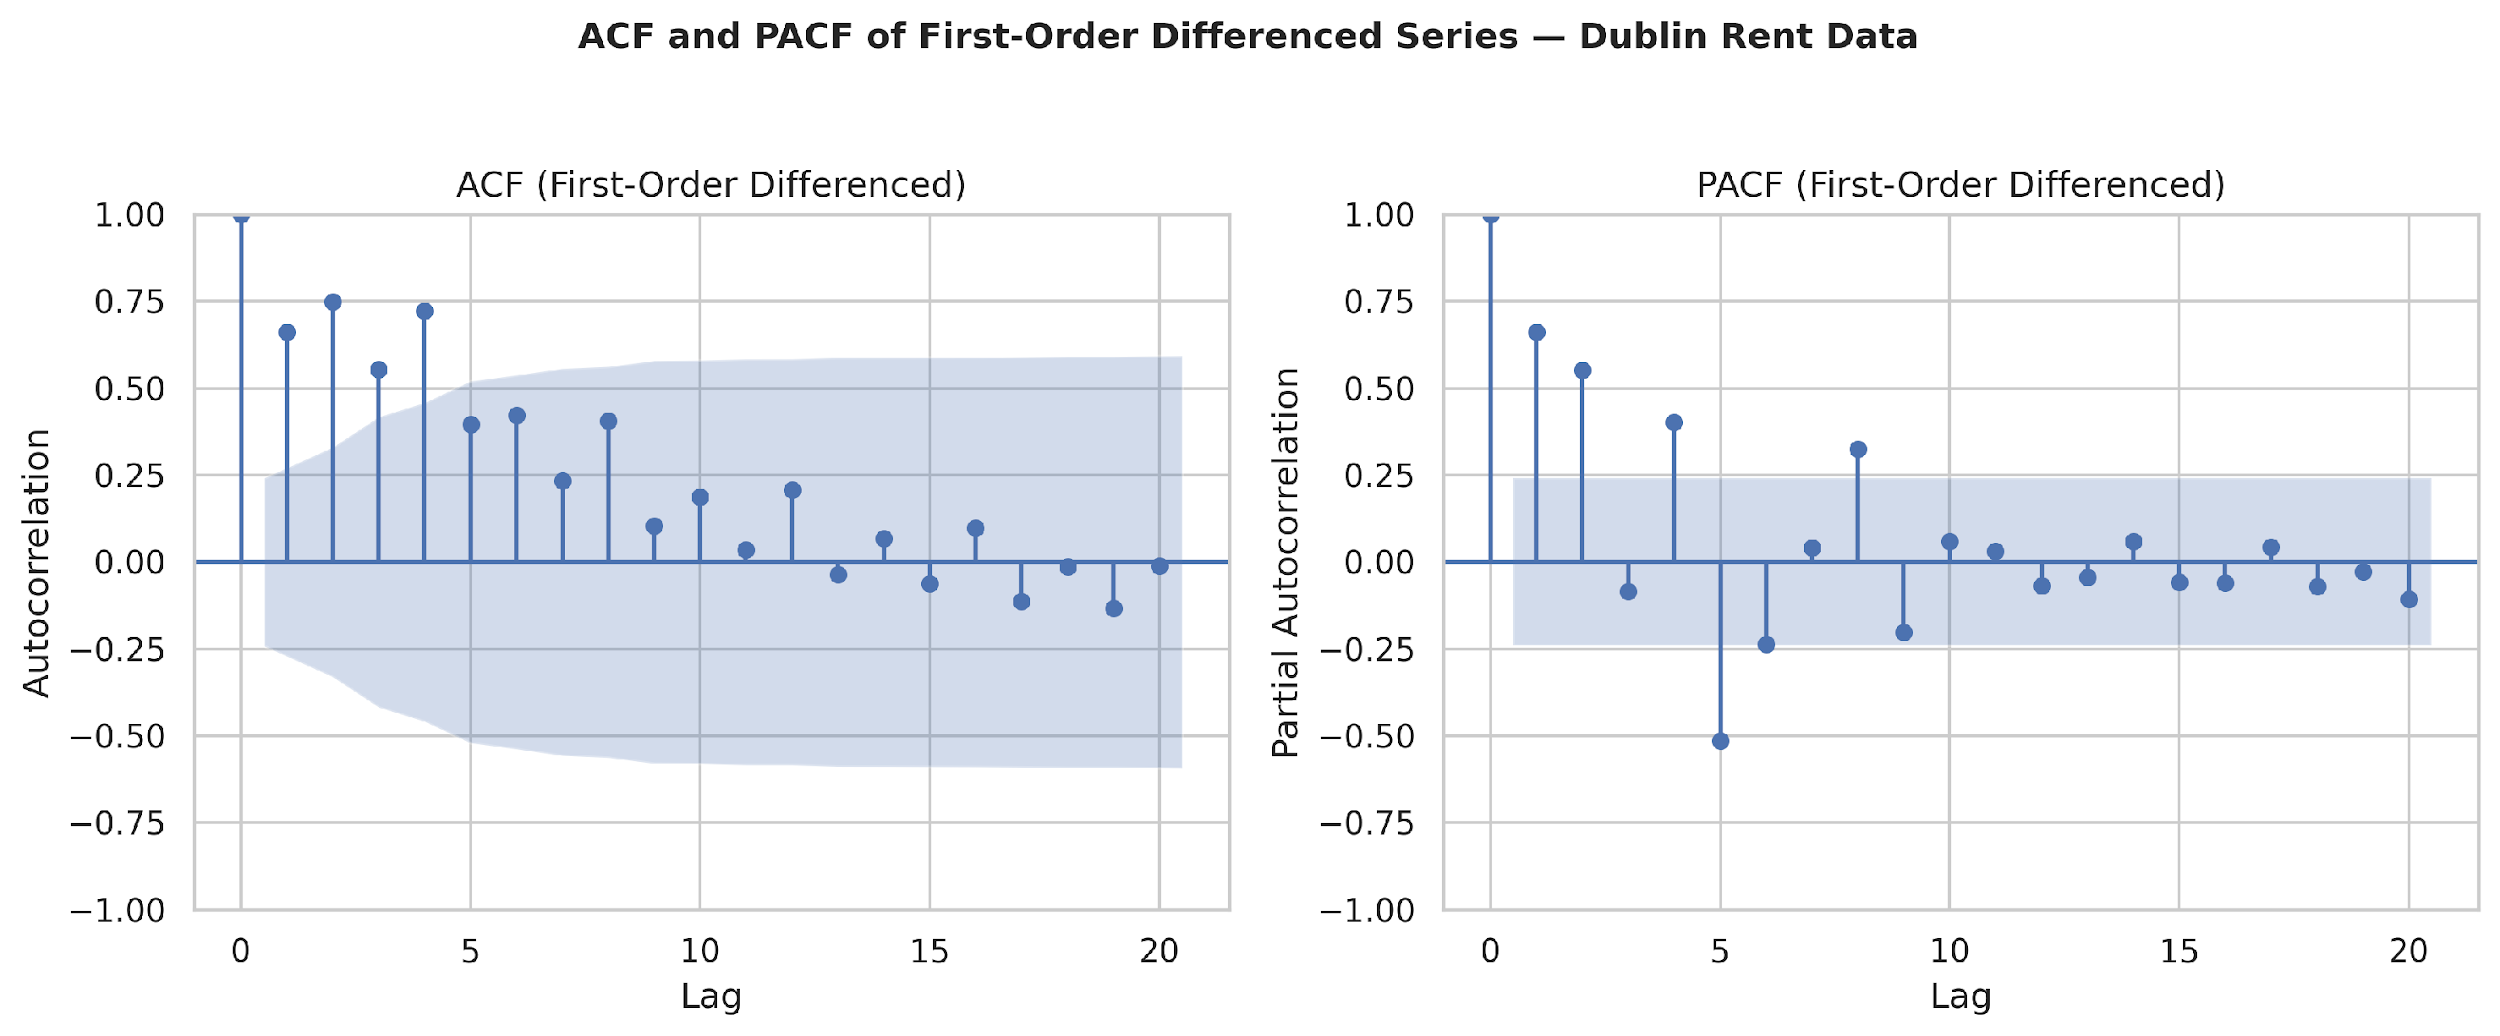 ACF and PACF of First-Order Differenced Series — Dublin Rent Data
ACF (First-Order Differenced)
1.00
0.75
0.50
0.25
0.00
−0.25
−0.50
−0.75
−1.00
Autocorrelation
0 5 10 15 20
Lag
PACF (First-Order Differenced)
1.00
0.75
0.50
0.25
0.00
−0.25
−0.50
−0.75
−1.00
Partial Autocorrelation
0 5 10 15 20
Lag